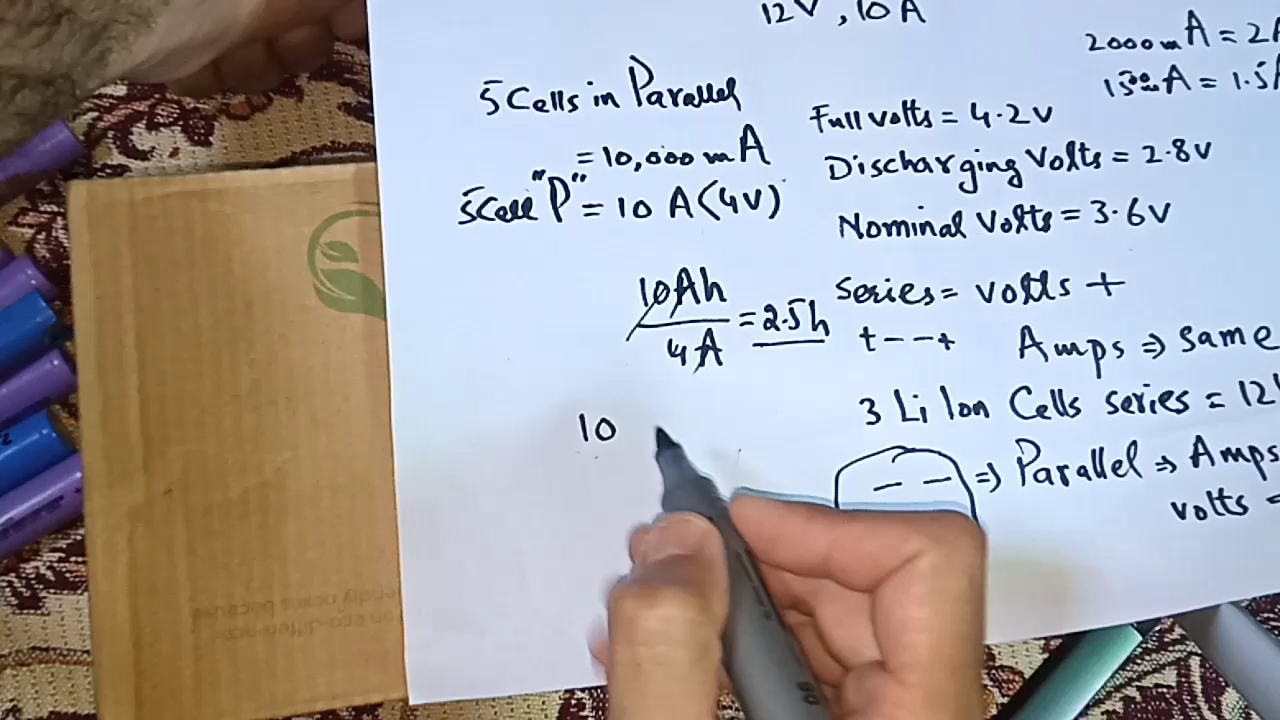 12V, 10 A
2000mA = 2A
1500mA = 1.5A
5 Cells in Parallel
= 10,000 mA
5 Cell "P" = 10 A (4V)
Full volts = 4.2V
Discharging Volts = 2.8V
Nominal Volts = 3.6V
10Ah
4A
= 2.5h
10
Series = volts +
+--+ Amps ⇒ Same
3 Li Ion Cells series = 12V
⇒ Parallel ⇒ Amps
volts =